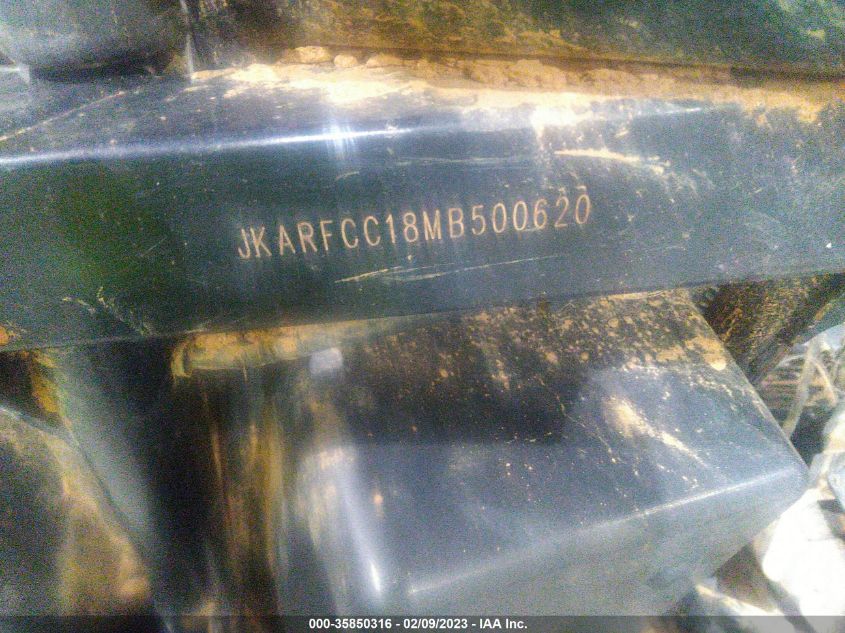 JKARFCC18MB500620
000-35850316 - 02/09/2023 - IAA Inc.